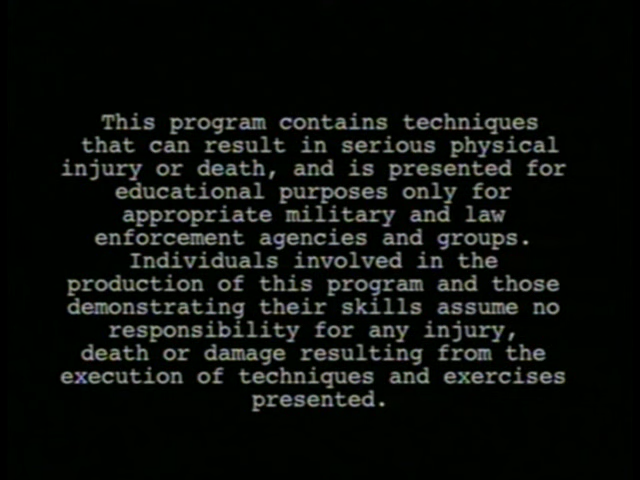 This program contains techniques
that can result in serious physical
injury or death, and is presented for
educational purposes only for
appropriate military and law
enforcement agencies and groups.
Individuals involved in the
production of this program and those
demonstrating their skills assume no
responsibility for any injury,
death or damage resulting from the
execution of techniques and exercises
presented.